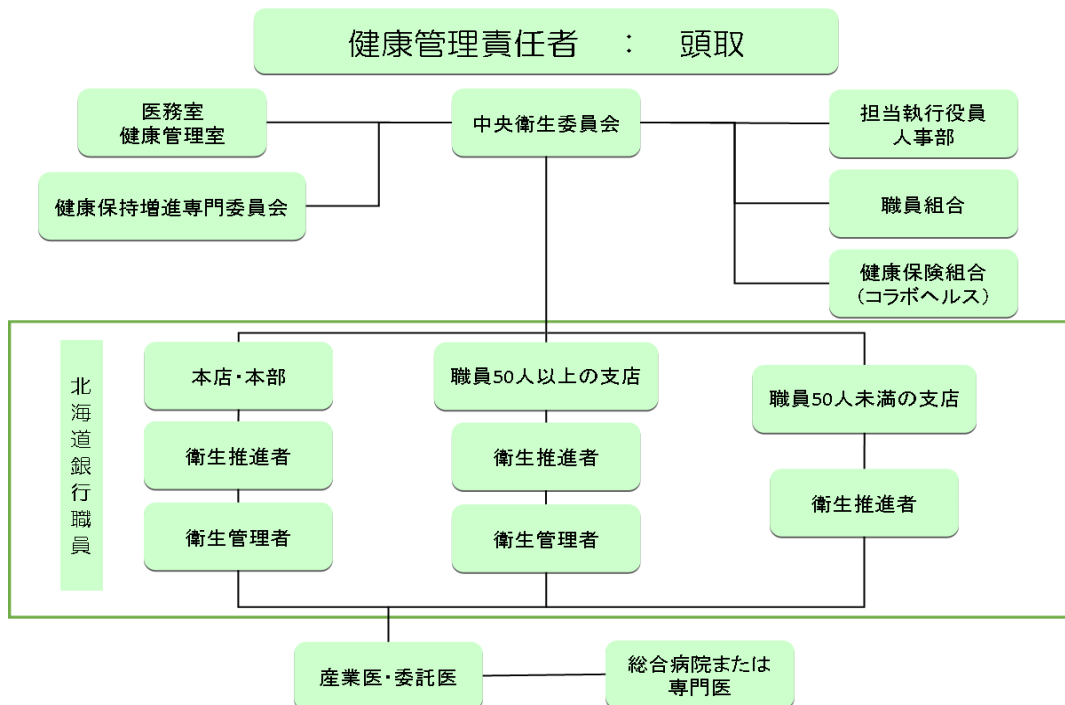 健康管理責任者　：　頭取
医務室
健康管理室
中央衛生委員会
担当執行役員
人事部
健康保持増進専門委員会
職員組合
健康保険組合
（コラボヘルス）
北海道銀行職員
本店・本部
職員50人以上の支店
職員50人未満の支店
衛生推進者
衛生推進者
衛生推進者
衛生管理者
衛生管理者
産業医・委託医
総合病院または
専門医